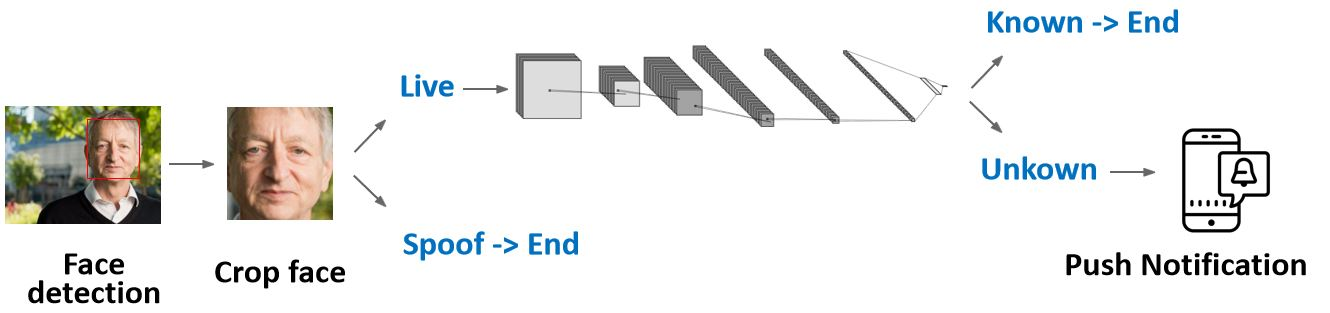 Face
detection
Crop face
Live
Spoof -> End
Known -> End
Unkown
Push Notification